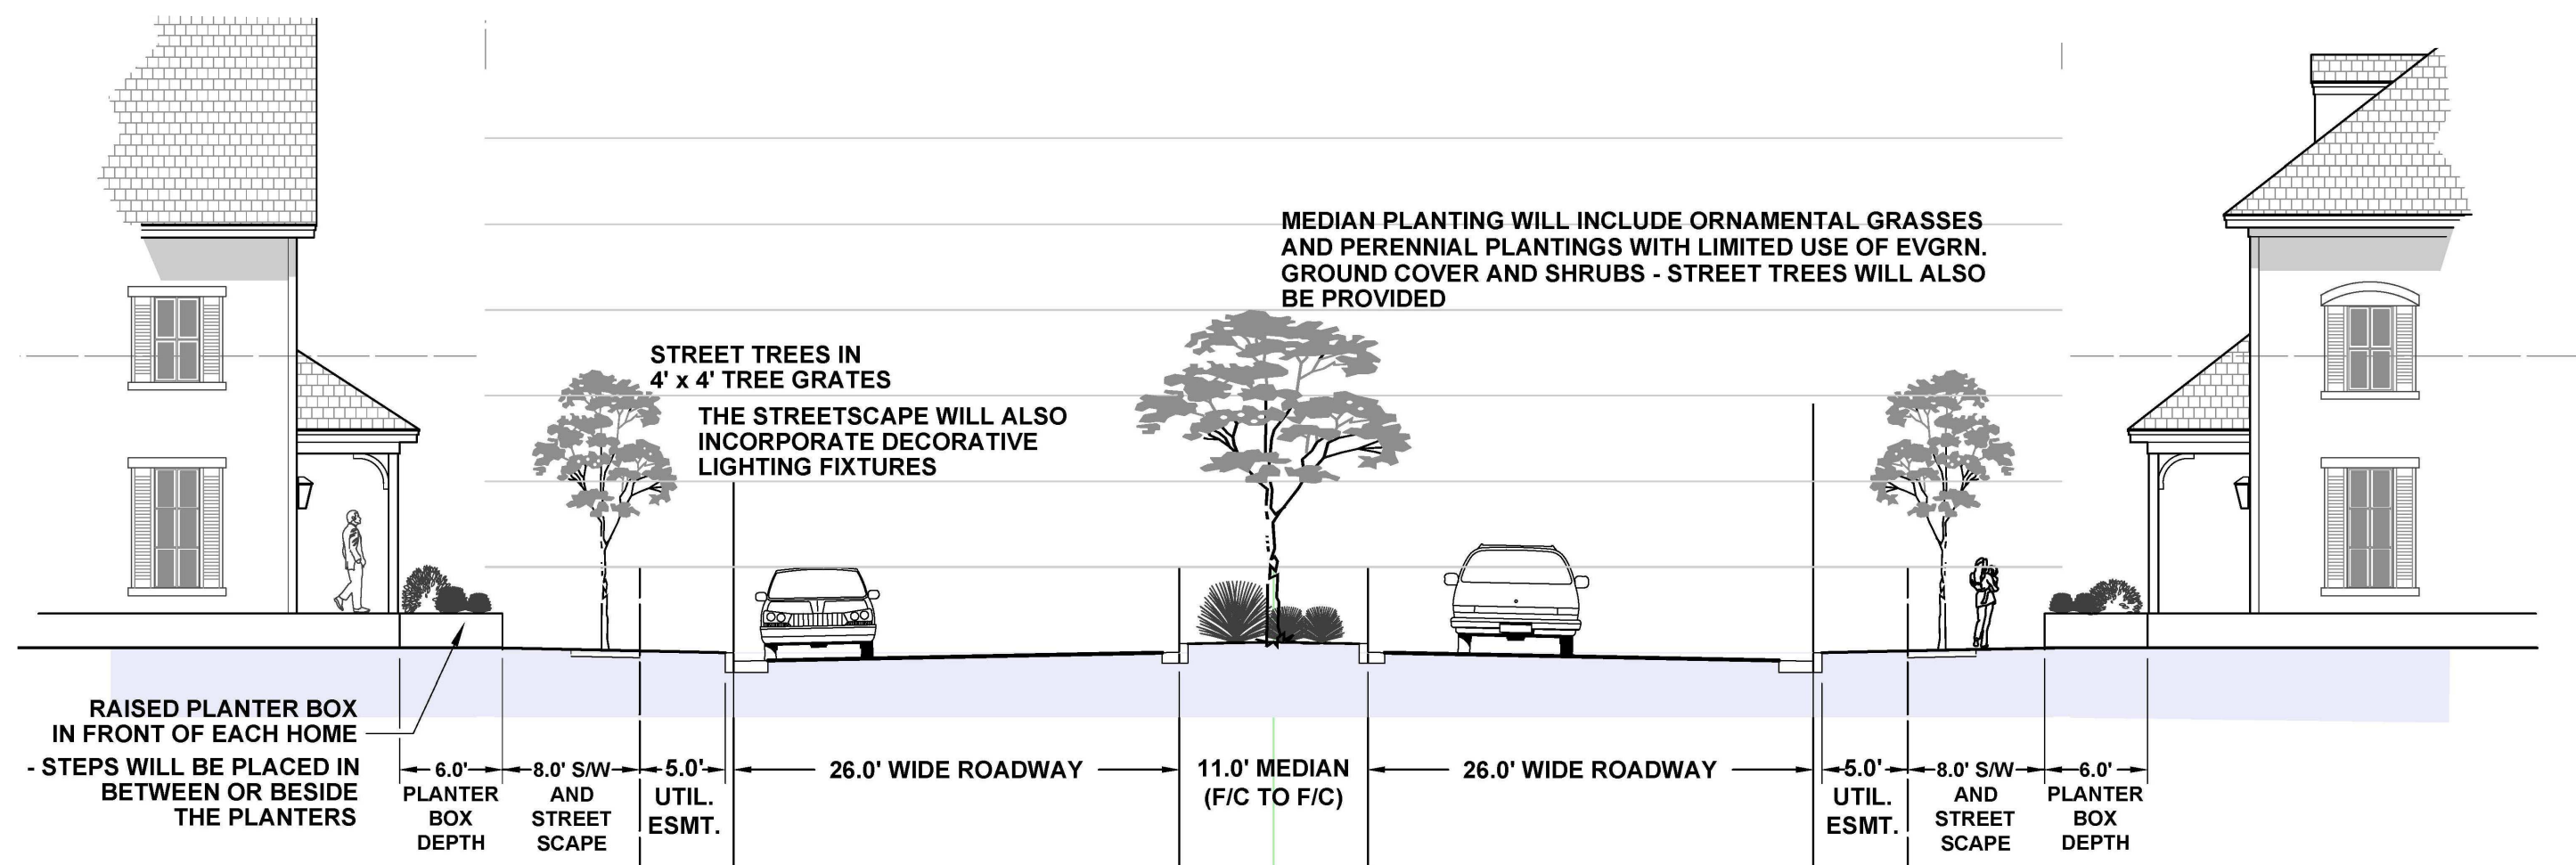 MEDIAN PLANTING WILL INCLUDE ORNAMENTAL GRASSES
AND PERENNIAL PLANTINGS WITH LIMITED USE OF EVGRN.
GROUND COVER AND SHRUBS - STREET TREES WILL ALSO
BE PROVIDED
STREET TREES IN
4' x 4' TREE GRATES
THE STREETSCAPE WILL ALSO
INCORPORATE DECORATIVE
LIGHTING FIXTURES
RAISED PLANTER BOX
IN FRONT OF EACH HOME
- STEPS WILL BE PLACED IN
BETWEEN OR BESIDE
THE PLANTERS
6.0'
PLANTER
BOX
DEPTH
8.0' S/W
AND
STREET
SCAPE
5.0'
UTIL.
ESMT.
26.0' WIDE ROADWAY
11.0' MEDIAN
(F/C TO F/C)
26.0' WIDE ROADWAY
5.0'
UTIL.
ESMT.
8.0' S/W
AND
STREET
SCAPE
6.0'
PLANTER
BOX
DEPTH